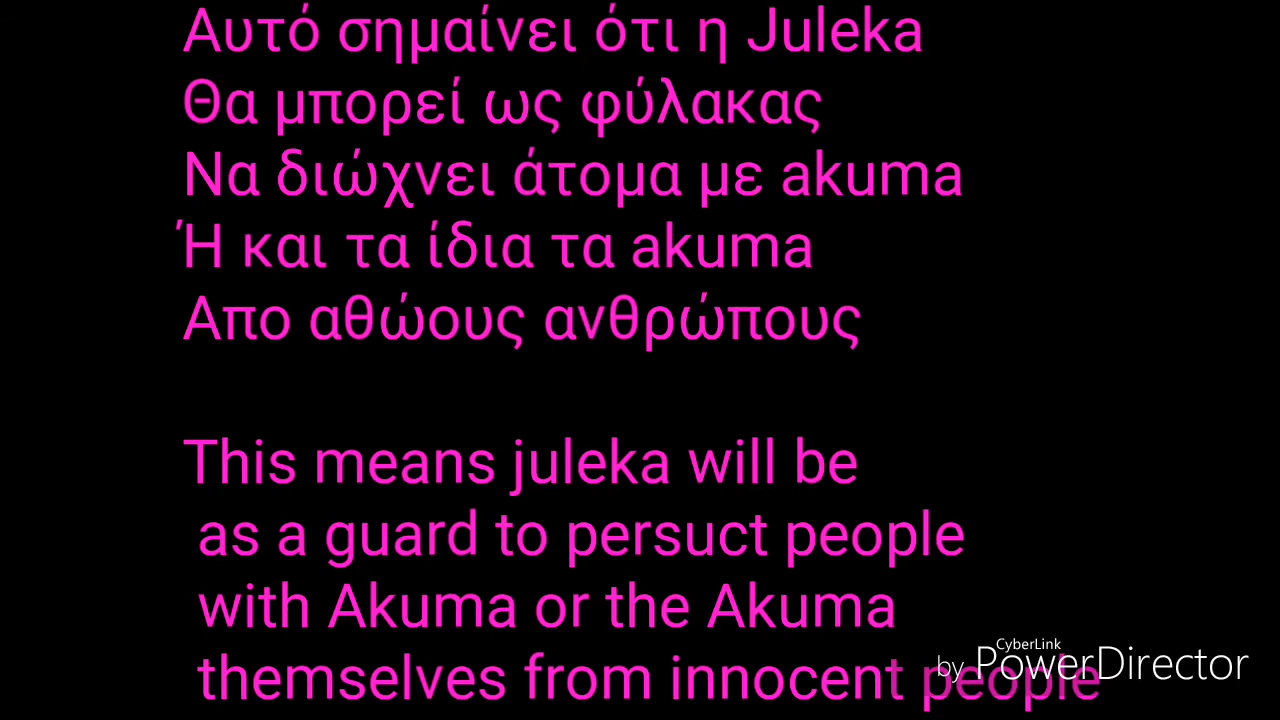 Αυτό σημαίνει ότι η Juleka
Θα μπορεί ως φύλακας
Να διώχνει άτομα με akuma
Ή και τα ίδια τα akuma
Απο αθώους ανθρώπους
This means juleka will be
as a guard to persuct people
with Akuma or the Akuma
themselves from innocent people
CyberLink
by PowerDirector